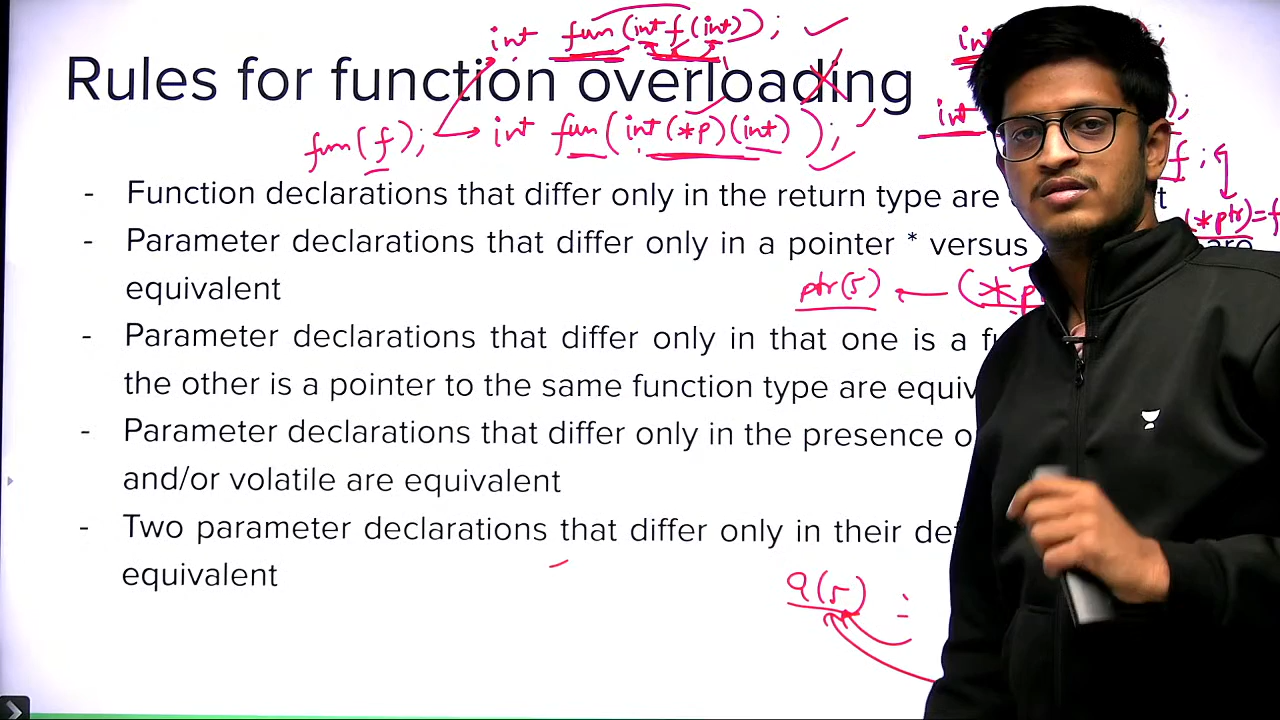 int fun(int f(int));
int
Rules for function overloading
int
fun(f);
int fun(int(*p)(int));
f;
- Function declarations that differ only in the return type are
(*ptr)=f
- Parameter declarations that differ only in a pointer * versus
equivalent
ptr(5)
- Parameter declarations that differ only in that one is a
the other is a pointer to the same function type are
- Parameter declarations that differ only in the presence
and/or volatile are equivalent
- Two parameter declarations that differ only in their
equivalent